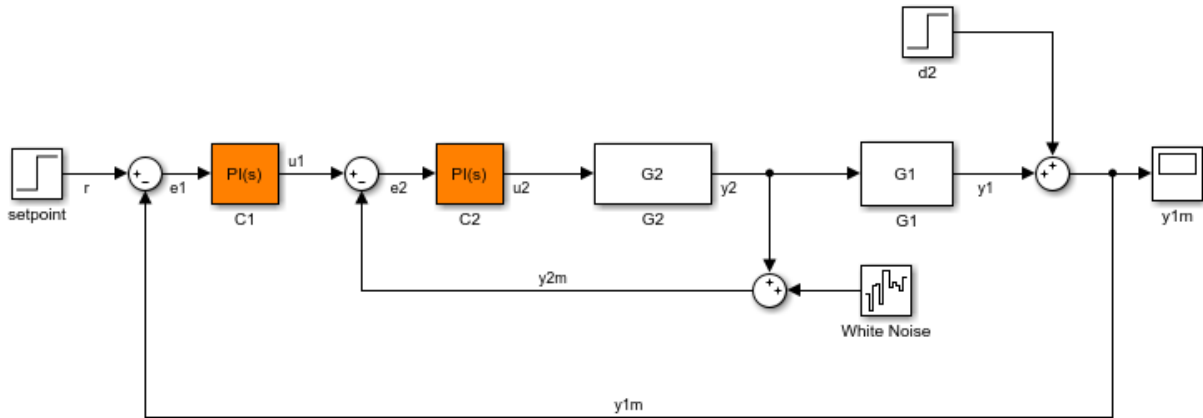 d2
u1
PI(s)
PI(s)
G2
G1
r
e1
e2
u2
y2
y1
setpoint
C1
C2
G2
G1
y1m
y2m
White Noise
y1m